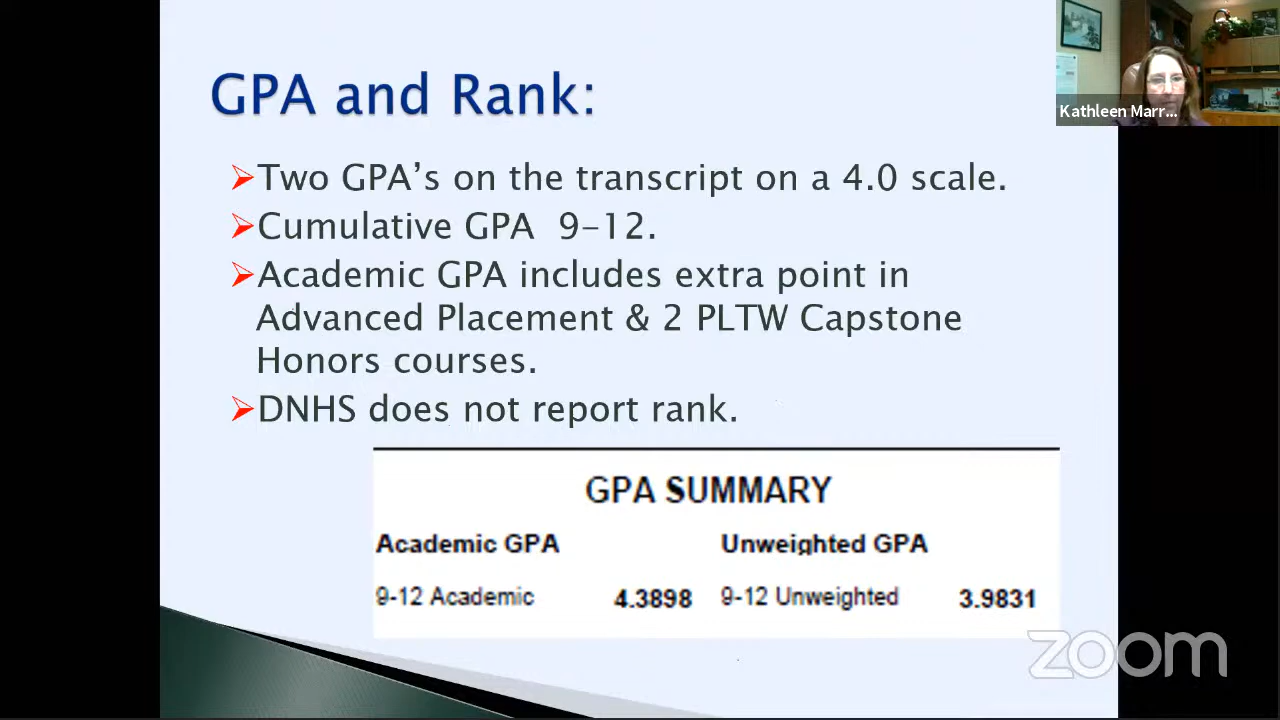 GPA and Rank:
Kathleen Marr...
Two GPA's on the transcript on a 4.0 scale.
Cumulative GPA 9-12.
Academic GPA includes extra point in
Advanced Placement & 2 PLTW Capstone
Honors courses.
DNHS does not report rank.
GPA SUMMARY
Academic GPA Unweighted GPA
9-12 Academic 4.3898 9-12 Unweighted 3.9831
zoom